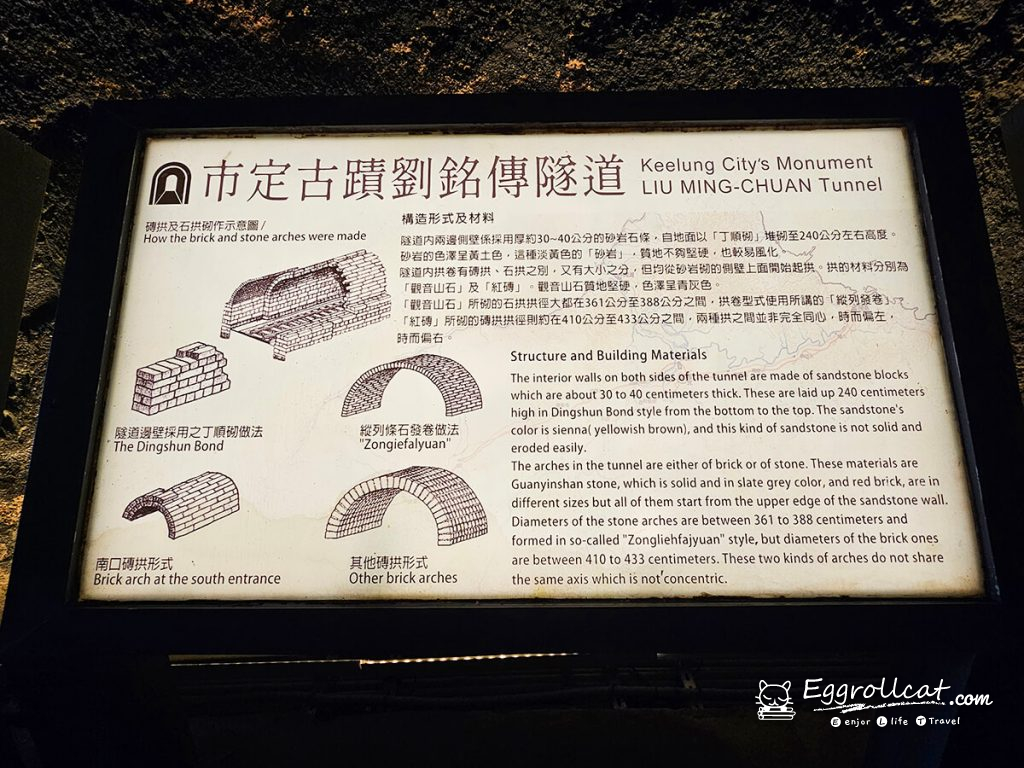 市定古蹟劉銘傳隧道
Keelung City's Monument
LIU MING-CHUAN Tunnel
磚拱及石拱砌作示意圖 /
How the brick and stone arches were made
隧道邊壁採用之丁順砌做法
The Dingshun Bond
縱列條石發卷做法
"Zongiefalyuan"
南口磚拱形式
Brick arch at the south entrance
其他磚拱形式
Other brick arches
構造形式及材料
隧道內兩邊側壁係採用厚約30~40公分的砂岩石條，自地面以「丁順砌」堆砌至240公分左右高度。
砂岩的色澤呈黃土色，這種淡黃色的「砂岩」，質地不夠堅硬，也較易風化。
隧道內拱卷有磚拱、石拱之別，又有大小之分，但均從砂岩砌的側壁上面開始起拱。拱的材料分別為
「觀音山石」及「紅磚」。觀音山石質地堅硬，色澤呈青灰色。
「觀音山石」所砌的石拱拱徑大都在361公分至388公分之間，拱卷型式使用所講的「縱列發卷」
「紅磚」所砌的磚拱拱徑則約在410公分至433公分之間，兩種拱之間並非完全同心，時而偏左，
時而偏右。
Structure and Building Materials
The interior walls on both sides of the tunnel are made of sandstone blocks
which are about 30 to 40 centimeters thick. These are laid up 240 centimeters
high in Dingshun Bond style from the bottom to the top. The sandstone's
color is sienna( yellowish brown), and this kind of sandstone is not solid and
eroded easily.
The arches in the tunnel are either of brick or of stone. These materials are
Guanyinshan stone, which is solid and in slate grey color, and red brick, are in
different sizes but all of them start from the upper edge of the sandstone wall.
Diameters of the stone arches are between 361 to 388 centimeters and
formed in so-called "Zongliehfajyuan" style, but diameters of the brick ones
are between 410 to 433 centimeters. These two kinds of arches do not share
the same axis which is not concentric.
Eggrollcat.com
Enjoy Life Travel